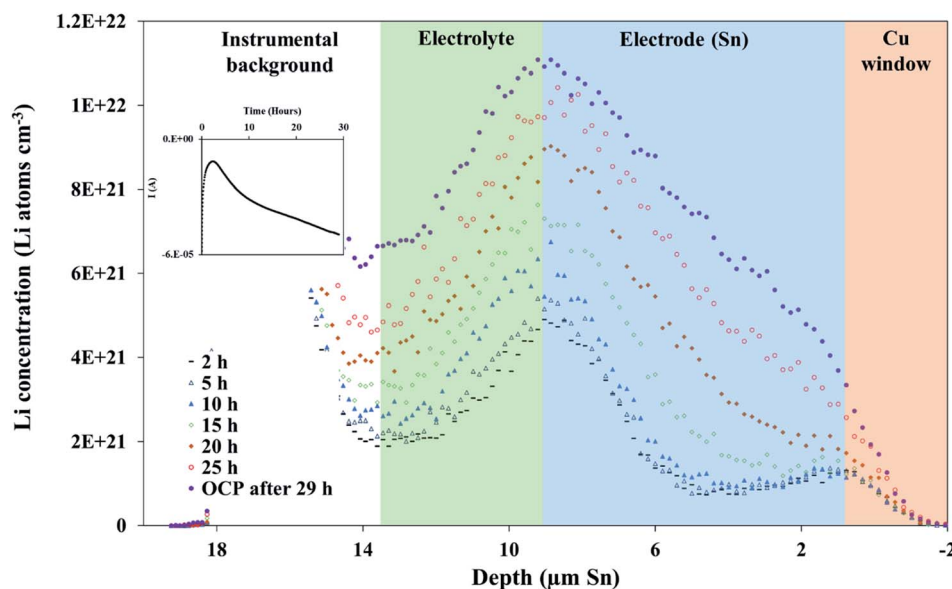 1.2E+22
1E+22
8E+21
6E+21
4E+21
2E+21
0
Li concentration (Li atoms cm⁻³)
Instrumental
background
Electrolyte
Electrode (Sn)
Cu
window
Time (Hours)
0 10 20 30
0.E+00
I (A)
-6.E-05
2 h
5 h
10 h
15 h
20 h
25 h
OCP after 29 h
18 14 10 6 2 -2
Depth (µm Sn)